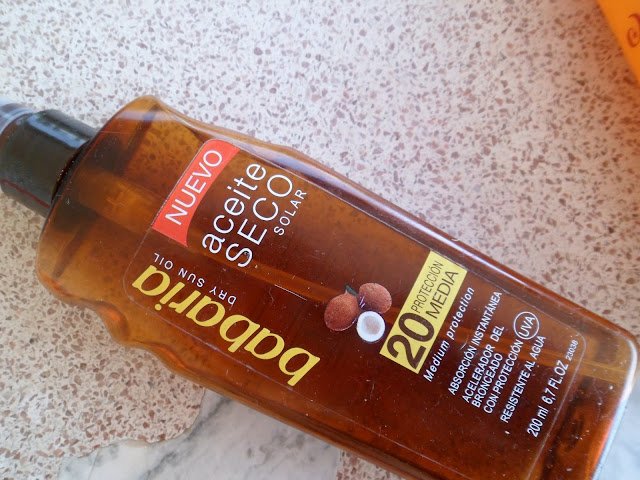 NUEVO
aceite
SECO
SOLAR
babaria
DRY SUN OIL
20 PROTECCIÓN
MEDIA
Medium protection
ABSORCIÓN INSTANTÁNEA
ACELERADOR DEL
BRONCEADO
CON PROTECCIÓN UVA
RESISTENTE AL AGUA
200 ml 6,7 FL.OZ